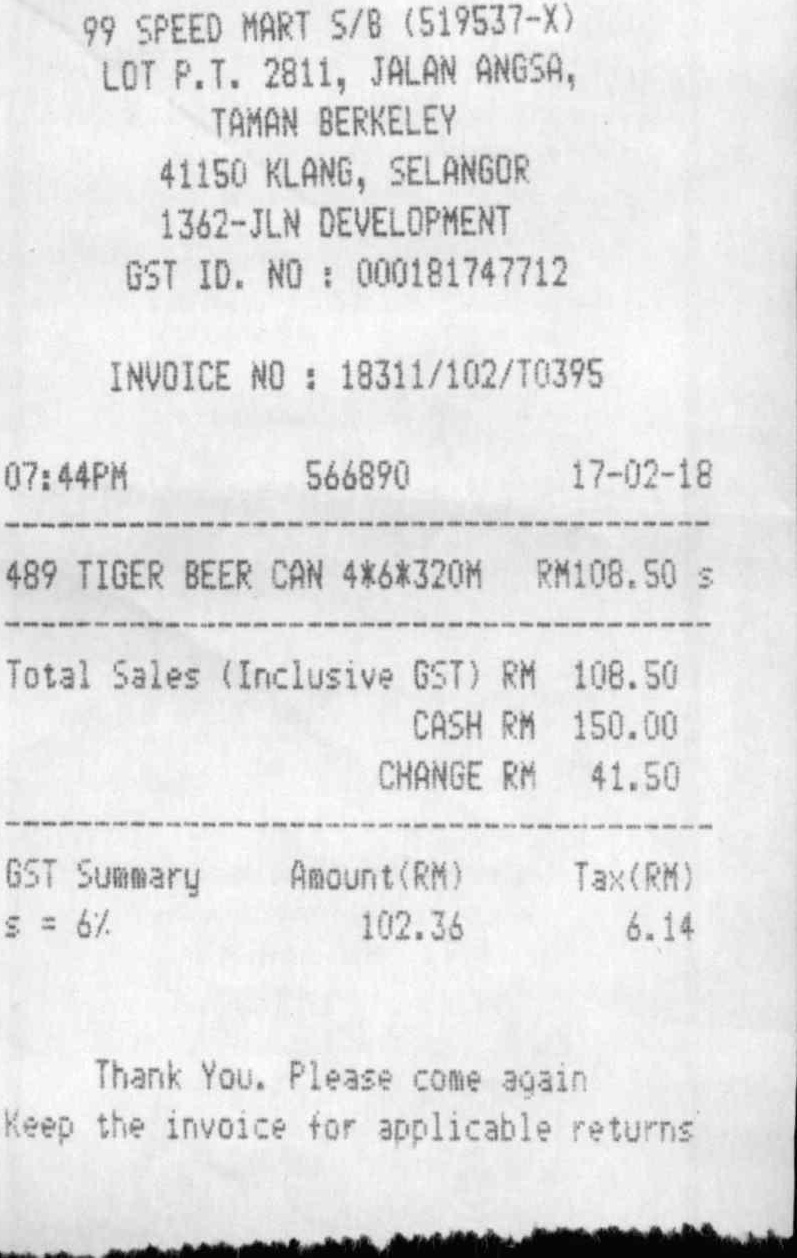 99 SPEED MART S/B (519537-X)
LOT P.T. 2811, JALAN ANGSA,
TAMAN BERKELEY
41150 KLANG, SELANGOR
1362-JLN DEVELOPMENT
GST ID. NO : 000181747712
INVOICE NO : 18311/102/T0395
07:44PM 566890 17-02-18
489 TIGER BEER CAN 4*6*320M RM108.50 s
Total Sales (Inclusive GST) RM 108.50
CASH RM 150.00
CHANGE RM 41.50
GST Summary Amount(RM) Tax(RM)
s = 6% 102.36 6.14
Thank You. Please come again
Keep the invoice for applicable returns